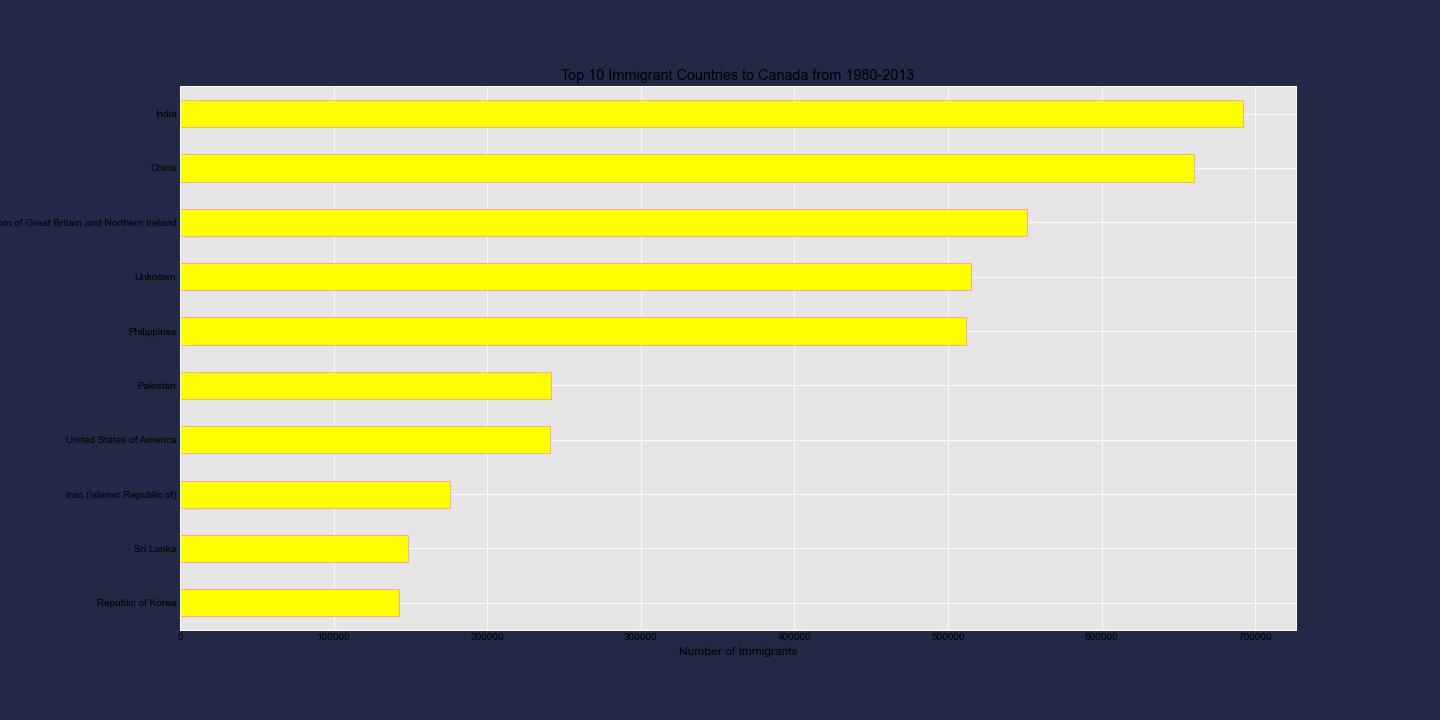 Top 10 Immigrant Countries to Canada from 1980-2013
India
China
of Great Britain and Northern Ireland
Unknown
Philippines
Pakistan
United States of America
Iran (Islamic Republic of)
Sri Lanka
Republic of Korea
0 100000 200000 300000 400000 500000 600000 700000
Number of Immigrants